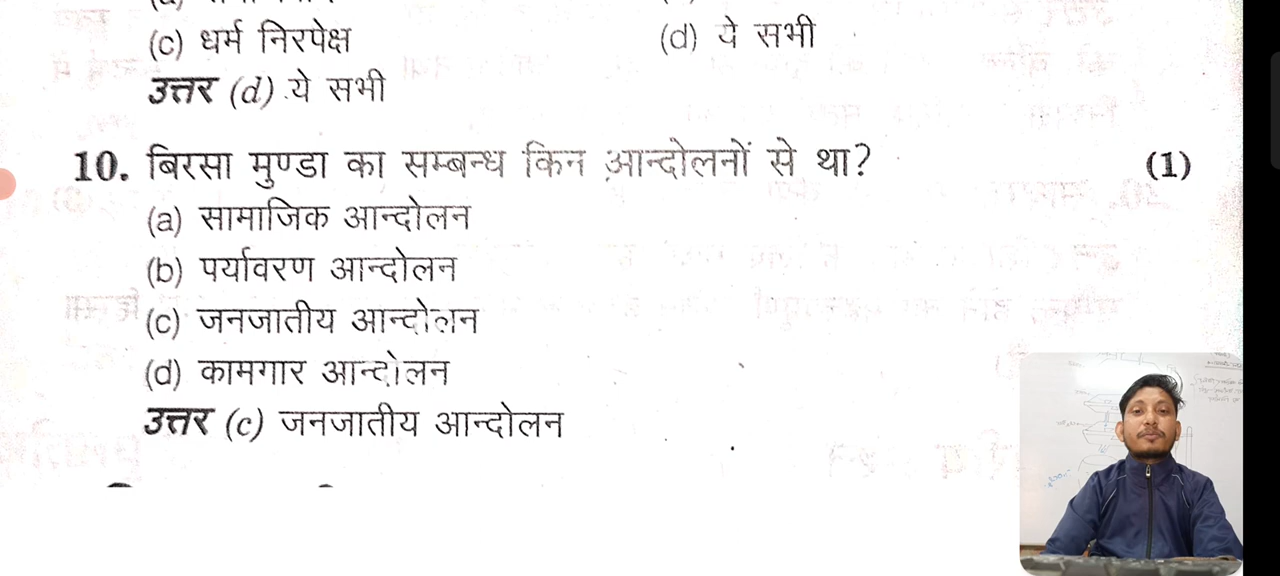 (c) धर्म निरपेक्ष (d) ये सभी
उत्तर (d) ये सभी
10. बिरसा मुण्डा का सम्बन्ध किन आन्दोलनों से था? (1)
(a) सामाजिक आन्दोलन
(b) पर्यावरण आन्दोलन
(c) जनजातीय आन्दोलन
(d) कामगार आन्दोलन
उत्तर (c) जनजातीय आन्दोलन